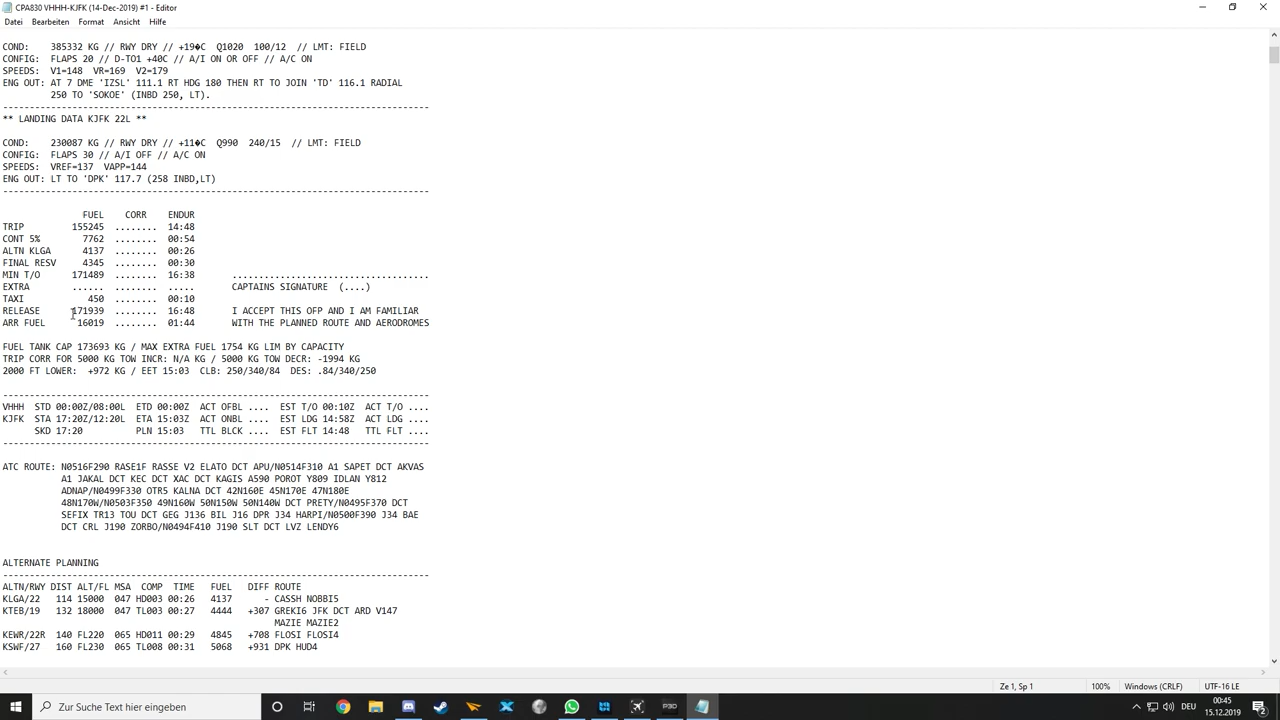 CPA830 VHHH-KJFK (14-Dec-2019) #1 - Editor
Datei Bearbeiten Format Ansicht Hilfe
COND: 385332 KG // RWY DRY // +19�C Q1020 100/12 // LMT: FIELD
CONFIG: FLAPS 20 // D-TO1 +40C // A/I ON OR OFF // A/C ON
SPEEDS: V1=148 VR=169 V2=179
ENG OUT: AT 7 DME 'IZSL' 111.1 RT HDG 180 THEN RT TO JOIN 'TD' 116.1 RADIAL
250 TO 'SOKOE' (INBD 250, LT).
-----------------------------------------------------------------------
** LANDING DATA KJFK 22L **
COND: 230087 KG // RWY DRY // +11�C Q990 240/15 // LMT: FIELD
CONFIG: FLAPS 30 // A/I OFF // A/C ON
SPEEDS: VREF=137 VAPP=144
ENG OUT: LT TO 'DPK' 117.7 (258 INBD,LT)
-----------------------------------------------------------------------
FUEL CORR ENDUR
TRIP 155245 ........ 14:48
CONT 5% 7762 ........ 00:54
ALTN KLGA 4137 ........ 00:26
FINAL RESV 4345 ........ 00:30
MIN T/O 171489 ........ 16:38 .................................
EXTRA ...... ........ ..... CAPTAINS SIGNATURE (....)
TAXI 450 ........ 00:10
RELEASE 171939 ........ 16:48 I ACCEPT THIS OFP AND I AM FAMILIAR
ARR FUEL 16019 ........ 01:44 WITH THE PLANNED ROUTE AND AERODROMES
FUEL TANK CAP 173693 KG / MAX EXTRA FUEL 1754 KG LIM BY CAPACITY
TRIP CORR FOR 5000 KG TOW INCR: N/A KG / 5000 KG TOW DECR: -1994 KG
2000 FT LOWER: +972 KG / EET 15:03 CLB: 250/340/84 DES: .84/340/250
-----------------------------------------------------------------------
VHHH STD 00:00Z/08:00L ETD 00:00Z ACT OFBL .... EST T/O 00:10Z ACT T/O ....
KJFK STA 17:20Z/12:20L ETA 15:03Z ACT ONBL .... EST LDG 14:58Z ACT LDG ....
SKD 17:20 PLN 15:03 TTL BLCK .... EST FLT 14:48 TTL FLT ....
-----------------------------------------------------------------------
ATC ROUTE: N0516F290 RASE1F RASSE V2 ELATO DCT APU/N0514F310 A1 SAPET DCT AKVAS
A1 JAKAL DCT KEC DCT XAC DCT KAGIS A590 POROT Y809 IDLAN Y812
ADNAP/N0499F330 OTR5 KALNA DCT 42N160E 45N170E 47N180E
48N170W/N0503F350 49N160W 50N150W 50N140W DCT PRETY/N0495F370 DCT
SEFIX TR13 TOU DCT GEG J136 BIL J16 DPR J34 HARPI/N0500F390 J34 BAE
DCT CRL J190 ZORBO/N0494F410 J190 SLT DCT LVZ LENDY6
ALTERNATE PLANNING
-----------------------------------------------------------------------
ALTN/RWY DIST ALT/FL MSA COMP TIME FUEL DIFF ROUTE
KLGA/22 114 15000 047 HD003 00:26 4137 - CASSH NOBBI5
KTEB/19 132 18000 047 TL003 00:27 4444 +307 GREKI6 JFK DCT ARD V147
MAZIE MAZIE2
KEWR/22R 140 FL220 065 HD011 00:29 4845 +708 FLOSI FLOSI4
KSWF/27 160 FL230 065 TL008 00:31 5068 +931 DPK HUD4
Ze 1, Sp 1 100% Windows (CRLF) UTF-16 LE
Zur Suche Text hier eingeben
P3D
DEU
00:45
15.12.2019
2